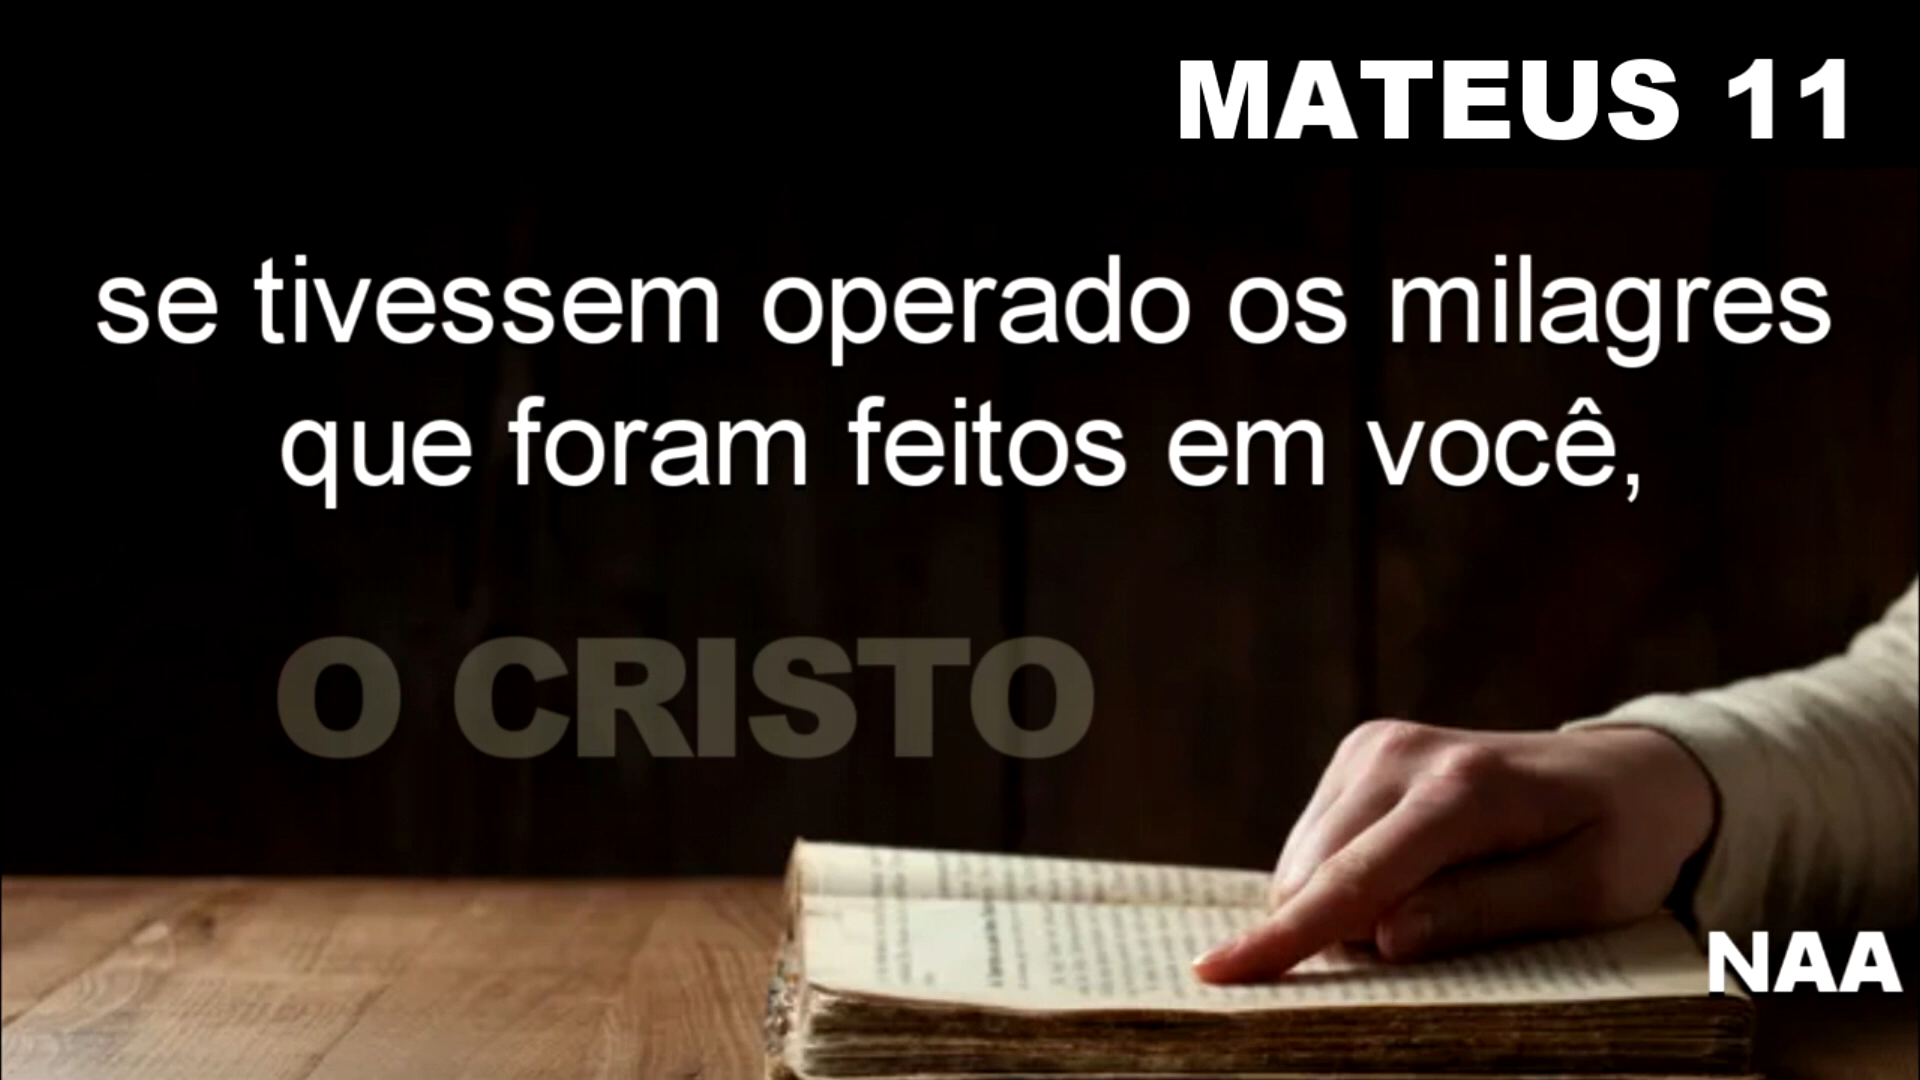 MATEUS 11
se tivessem operado os milagres
que foram feitos em você,
O CRISTO
NAA